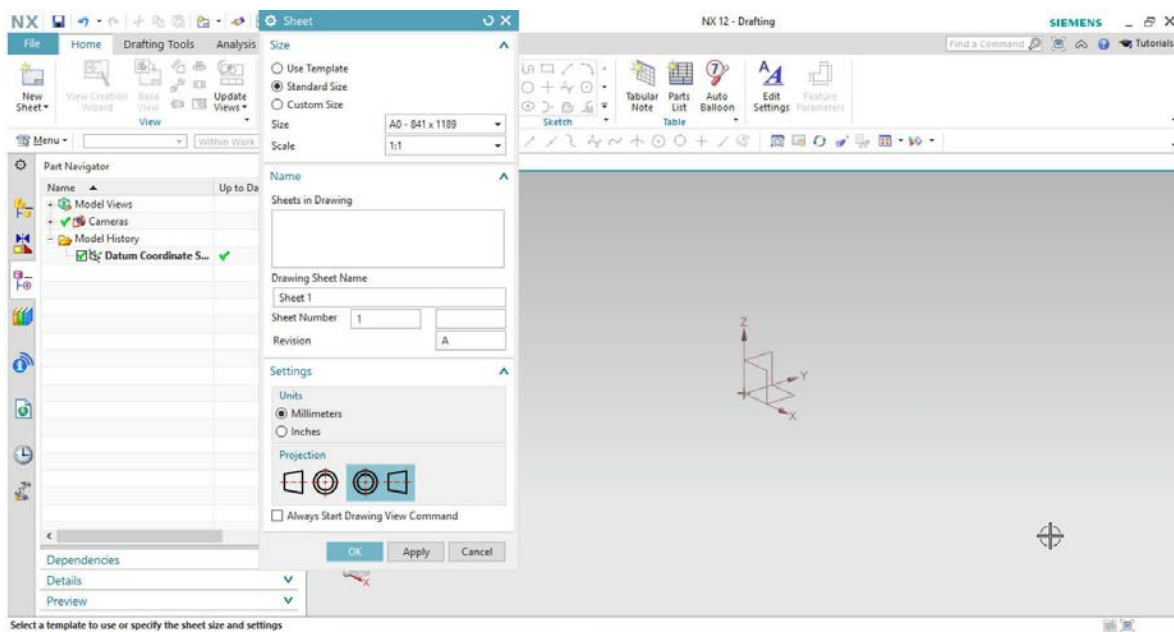 NX
Sheet
NX 12 - Drafting
SIEMENS
File
Home
Drafting Tools
Analysis
Find a Command
Tutorials
New Sheet
View Creation Wizard
Base View
Update Views
View
Sketch
Tabular Note
Parts List
Auto Balloon
Table
Edit Settings
Feature Parameters
Menu
Within Work
Size
Use Template
Standard Size
Custom Size
Size
A0 - 841 x 1189
Scale
1:1
Part Navigator
Name
Up to Da
Model Views
Cameras
Model History
Datum Coordinate S...
Name
Sheets in Drawing
Drawing Sheet Name
Sheet 1
Sheet Number
1
Revision
A
Settings
Units
Millimeters
Inches
Projection
Always Start Drawing View Command
OK
Apply
Cancel
Z
Y
X
X
Dependencies
Details
Preview
Select a template to use or specify the sheet size and settings